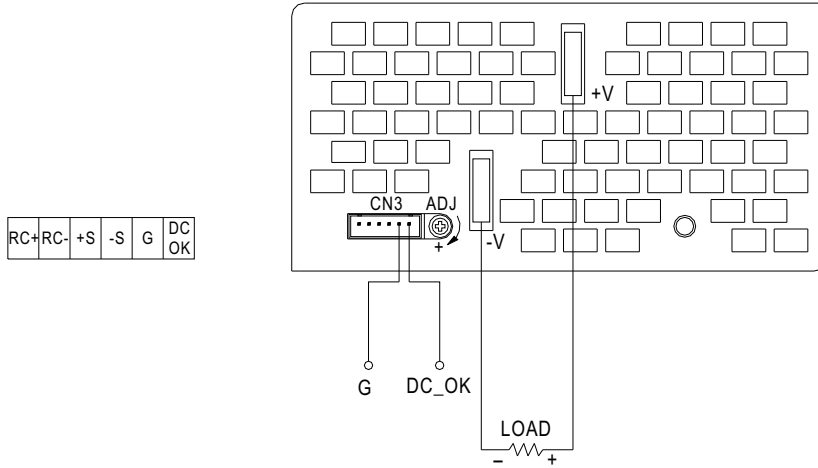 +V
CN3 ADJ
+
-V
RC+ RC- +S -S G DC OK
G DC_OK
LOAD
– +